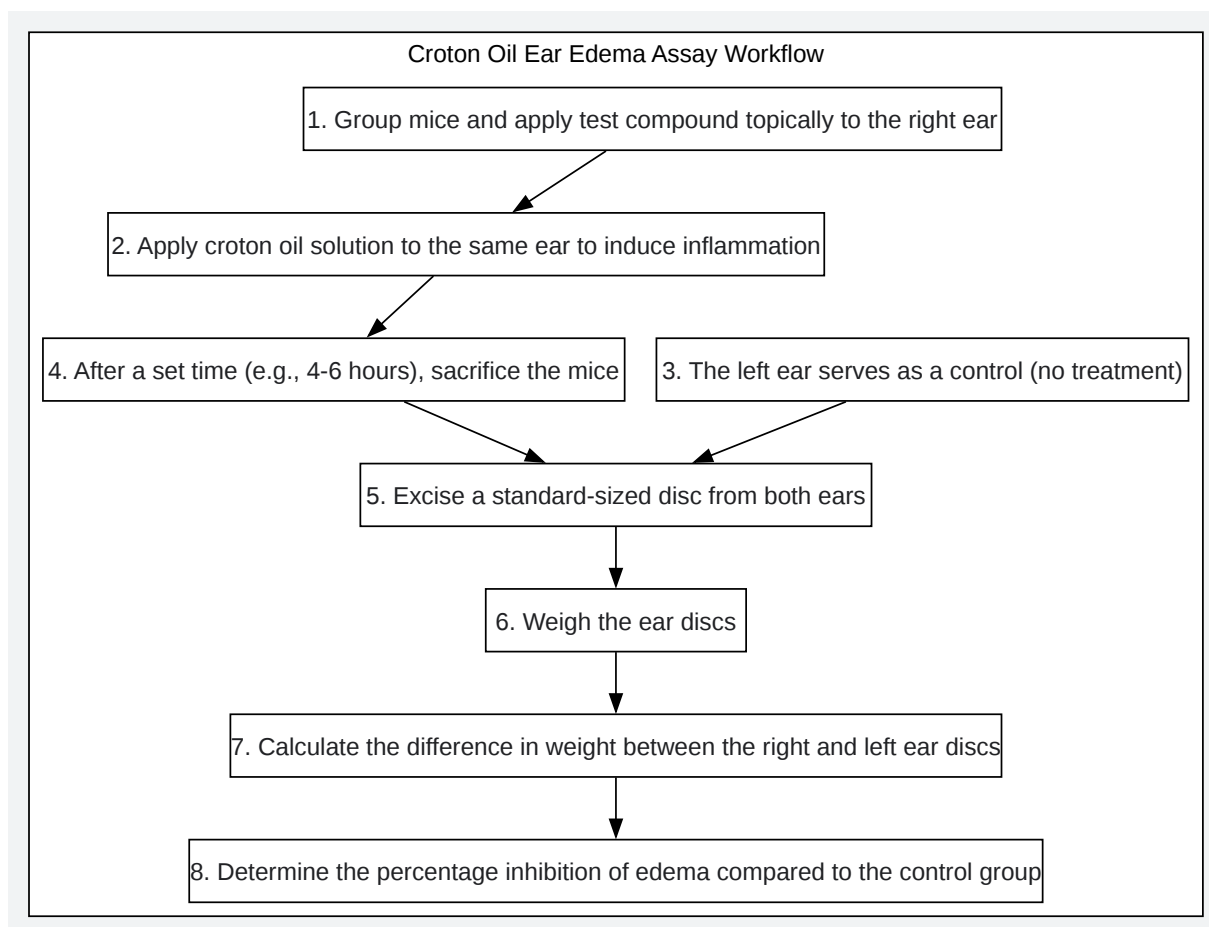 Croton Oil Ear Edema Assay Workflow
1. Group mice and apply test compound topically to the right ear
2. Apply croton oil solution to the same ear to induce inflammation
4. After a set time (e.g., 4-6 hours), sacrifice the mice
3. The left ear serves as a control (no treatment)
5. Excise a standard-sized disc from both ears
6. Weigh the ear discs
7. Calculate the difference in weight between the right and left ear discs
8. Determine the percentage inhibition of edema compared to the control group